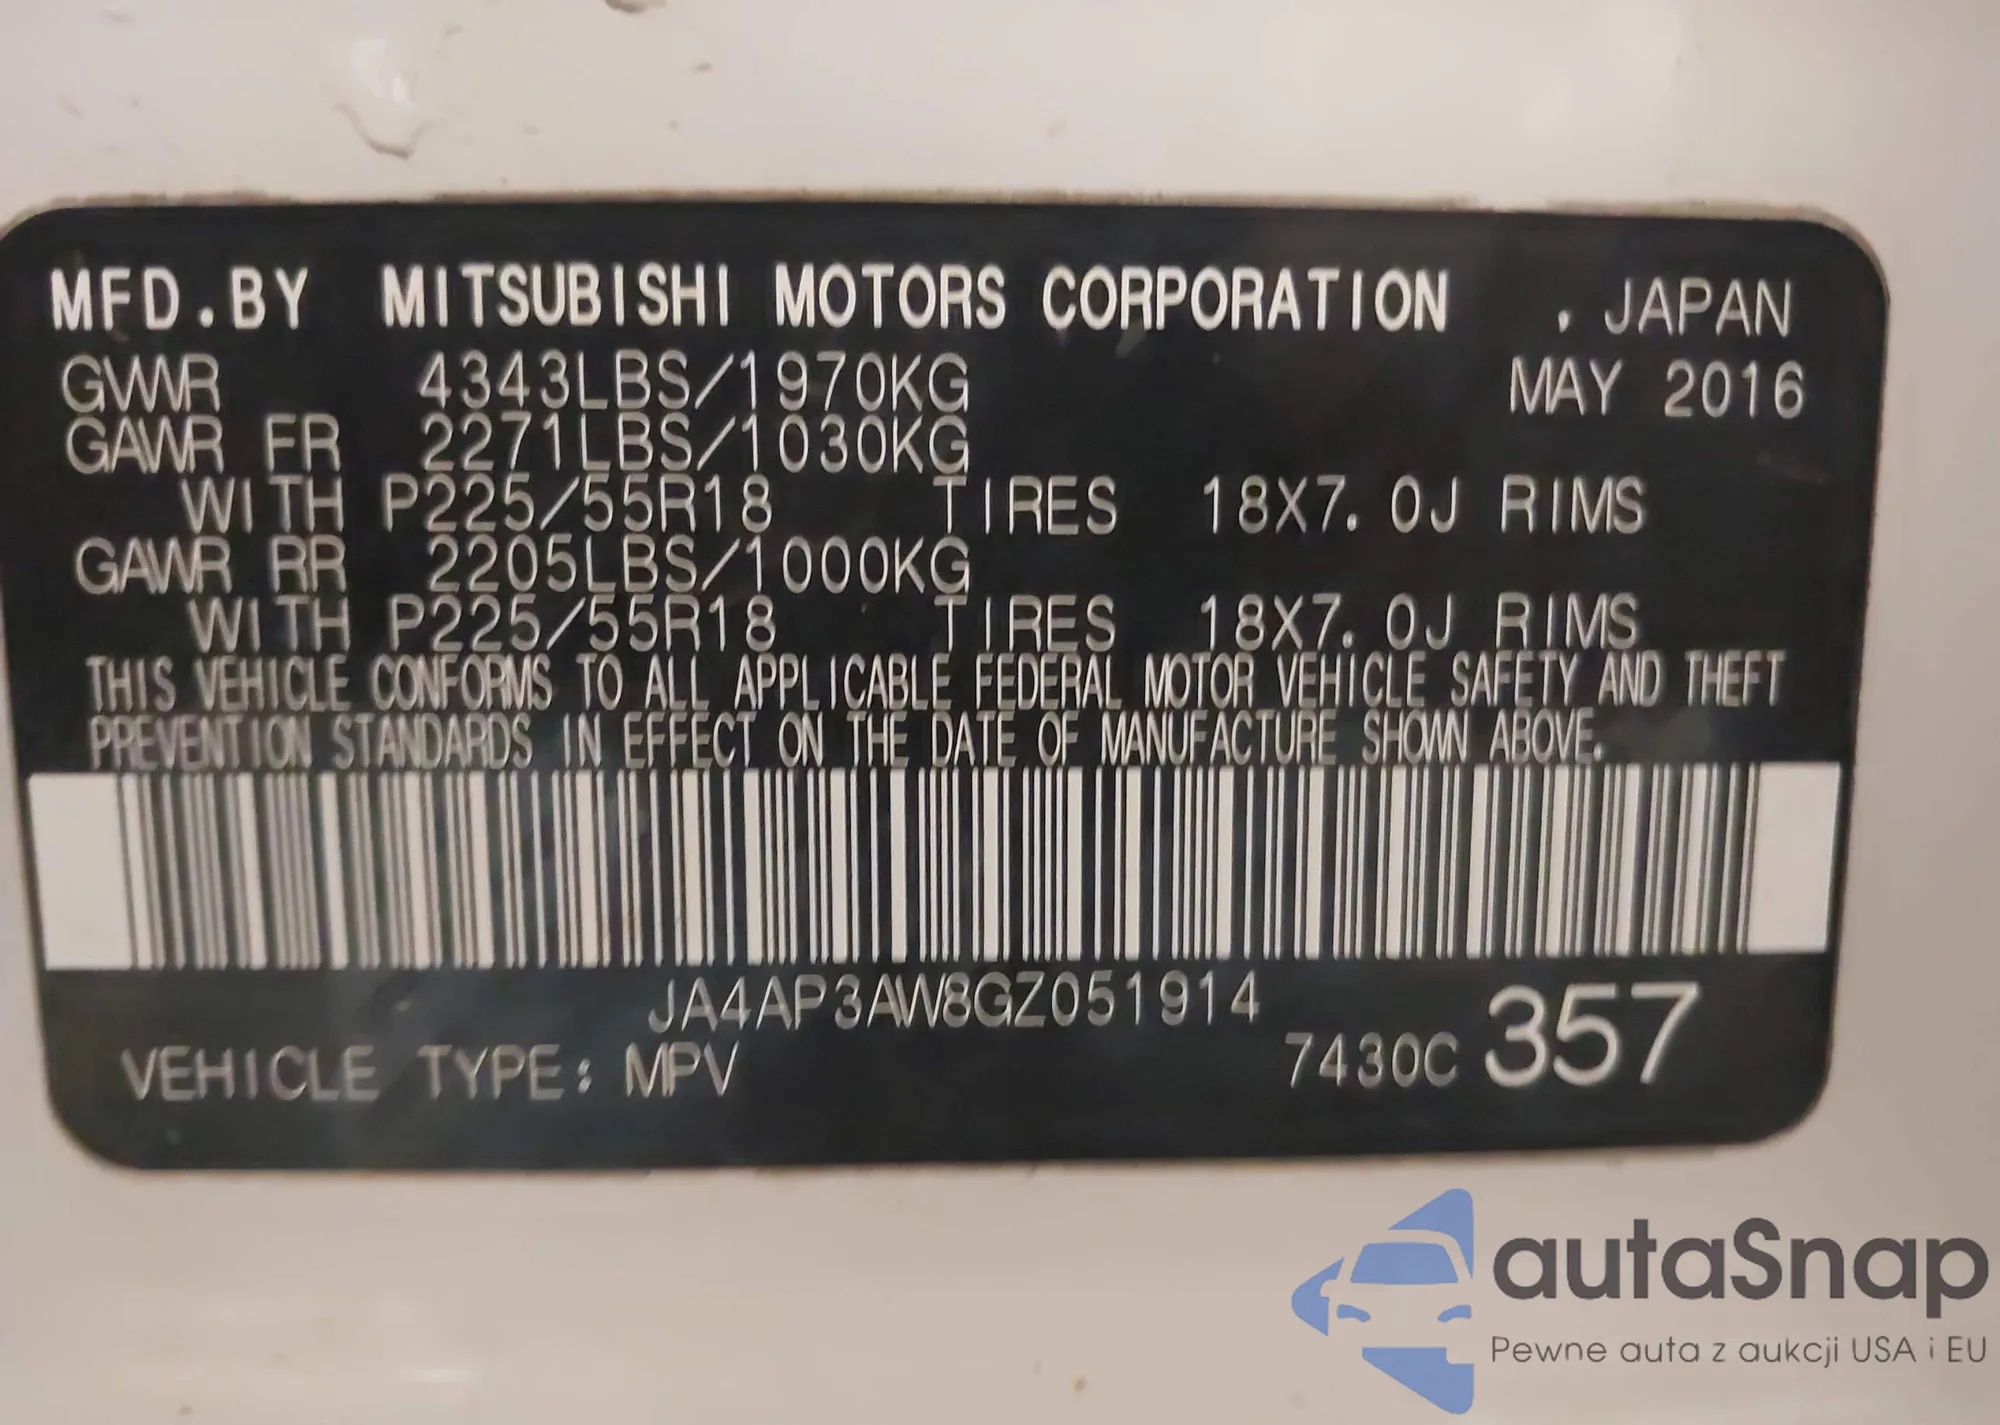 MFD.BY MITSUBISHI MOTORS CORPORATION , JAPAN
GVWR 4343LBS/1970KG MAY 2016
GAWR FR 2271LBS/1030KG
WITH P225/55R18 TIRES 18X7.0J RIMS
GAWR RR 2205LBS/1000KG
WITH P225/55R18 TIRES 18X7.0J RIMS
THIS VEHICLE CONFORMS TO ALL APPLICABLE FEDERAL MOTOR VEHICLE SAFETY AND THEFT
PREVENTION STANDARDS IN EFFECT ON THE DATE OF MANUFACTURE SHOWN ABOVE.
JA4AP3AW8GZ051914
VEHICLE TYPE: MPV 7430C 357
autaSnap
Pewne auta z aukcji USA i EU